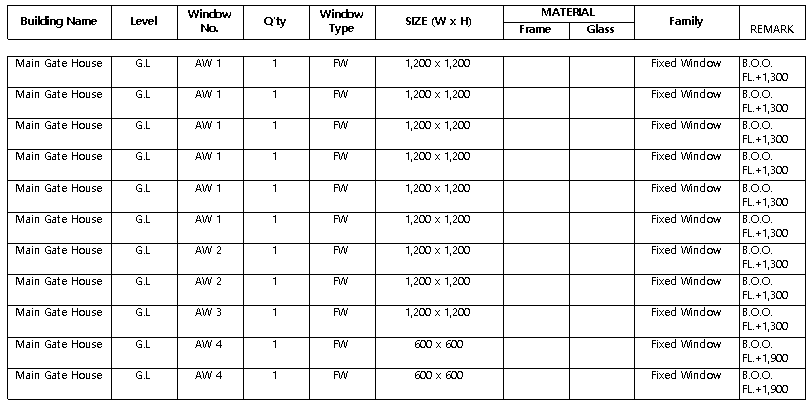 Building Name Level Window No. Q'ty Window Type SIZE (W x H) MATERIAL Frame Glass Family REMARK
Main Gate House G.L AW 1 1 FW 1,200 x 1,200 Fixed Window B.O.O.
FL.+1,300
Main Gate House G.L AW 1 1 FW 1,200 x 1,200 Fixed Window B.O.O.
FL.+1,300
Main Gate House G.L AW 1 1 FW 1,200 x 1,200 Fixed Window B.O.O.
FL.+1,300
Main Gate House G.L AW 1 1 FW 1,200 x 1,200 Fixed Window B.O.O.
FL.+1,300
Main Gate House G.L AW 1 1 FW 1,200 x 1,200 Fixed Window B.O.O.
FL.+1,300
Main Gate House G.L AW 1 1 FW 1,200 x 1,200 Fixed Window B.O.O.
FL.+1,300
Main Gate House G.L AW 2 1 FW 1,200 x 1,200 Fixed Window B.O.O.
FL.+1,300
Main Gate House G.L AW 2 1 FW 1,200 x 1,200 Fixed Window B.O.O.
FL.+1,300
Main Gate House G.L AW 3 1 FW 1,200 x 1,200 Fixed Window B.O.O.
FL.+1,300
Main Gate House G.L AW 4 1 FW 600 x 600 Fixed Window B.O.O.
FL.+1,900
Main Gate House G.L AW 4 1 FW 600 x 600 Fixed Window B.O.O.
FL.+1,900